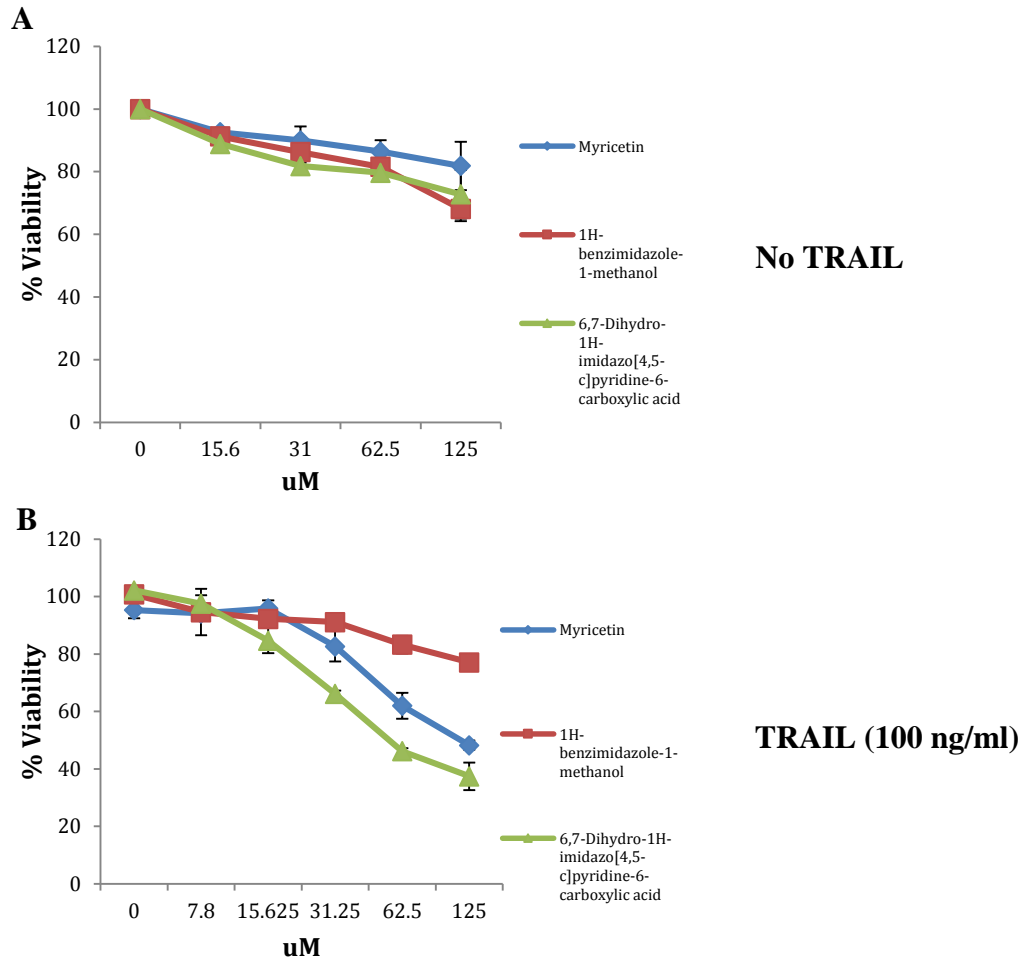 A
120
100
80
60
40
20
0
% Viability
0 15.6 31 62.5 125
uM
Myricetin
1H-
benzimidazole-
1-methanol
6,7-Dihydro-
1H-
imidazo[4,5-
c]pyridine-6-
carboxylic acid
No TRAIL
B
120
100
80
60
40
20
0
% Viability
0 7.8 15.625 31.25 62.5 125
uM
Myricetin
1H-
benzimidazole-1-
methanol
6,7-Dihydro-1H-
imidazo[4,5-
c]pyridine-6-
carboxylic acid
TRAIL (100 ng/ml)